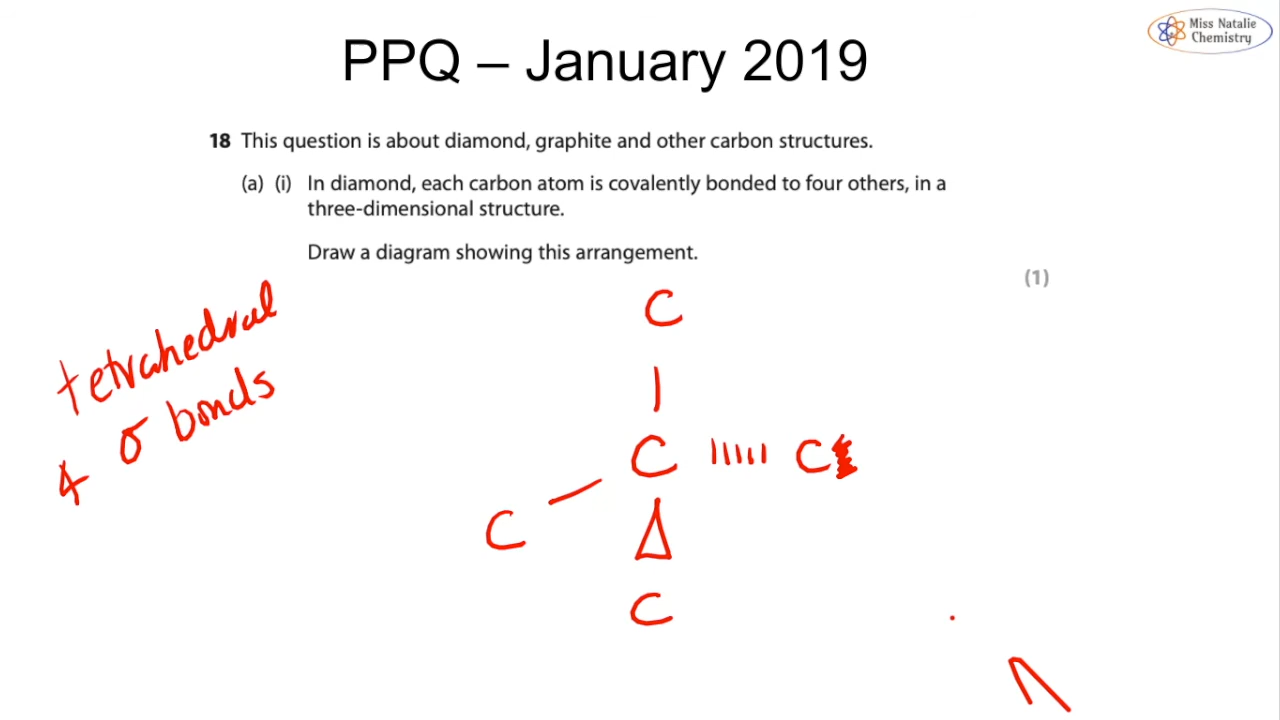 Miss Natalie
Chemistry
PPQ – January 2019
18 This question is about diamond, graphite and other carbon structures.
(a) (i) In diamond, each carbon atom is covalently bonded to four others, in a
three-dimensional structure.
Draw a diagram showing this arrangement.
(1)
tetrahedral
4 σ bonds
C
C C
C
C